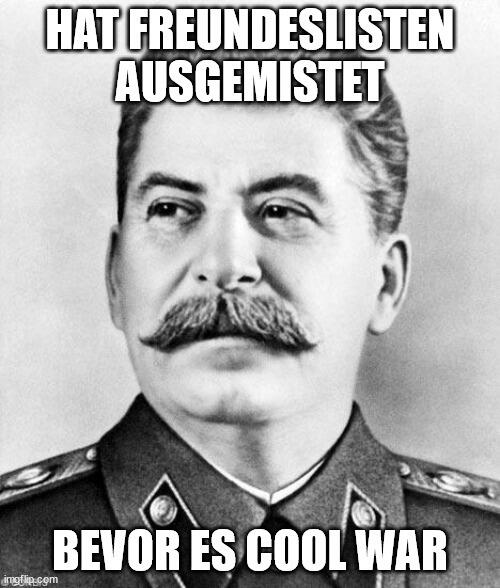 HAT FREUNDESLISTEN
AUSGEMISTET
BEVOR ES COOL WAR
imgflip.com